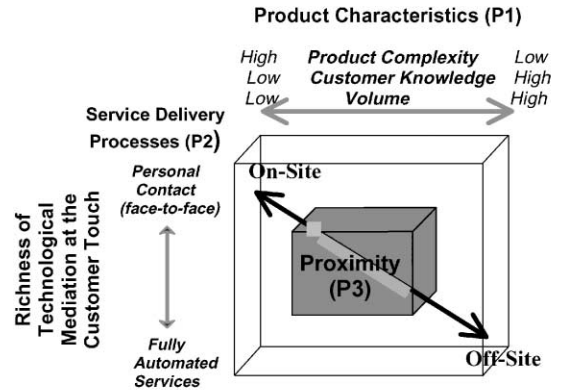 Product Characteristics (P1)
High Product Complexity Low
Low Customer Knowledge High
Low Volume High
Service Delivery
Processes (P2)
Personal
Contact
(face-to-face)
On-Site
Richness of
Technological
Mediation at the
Customer Touch
Proximity
(P3)
Fully
Automated
Services
Off-Site